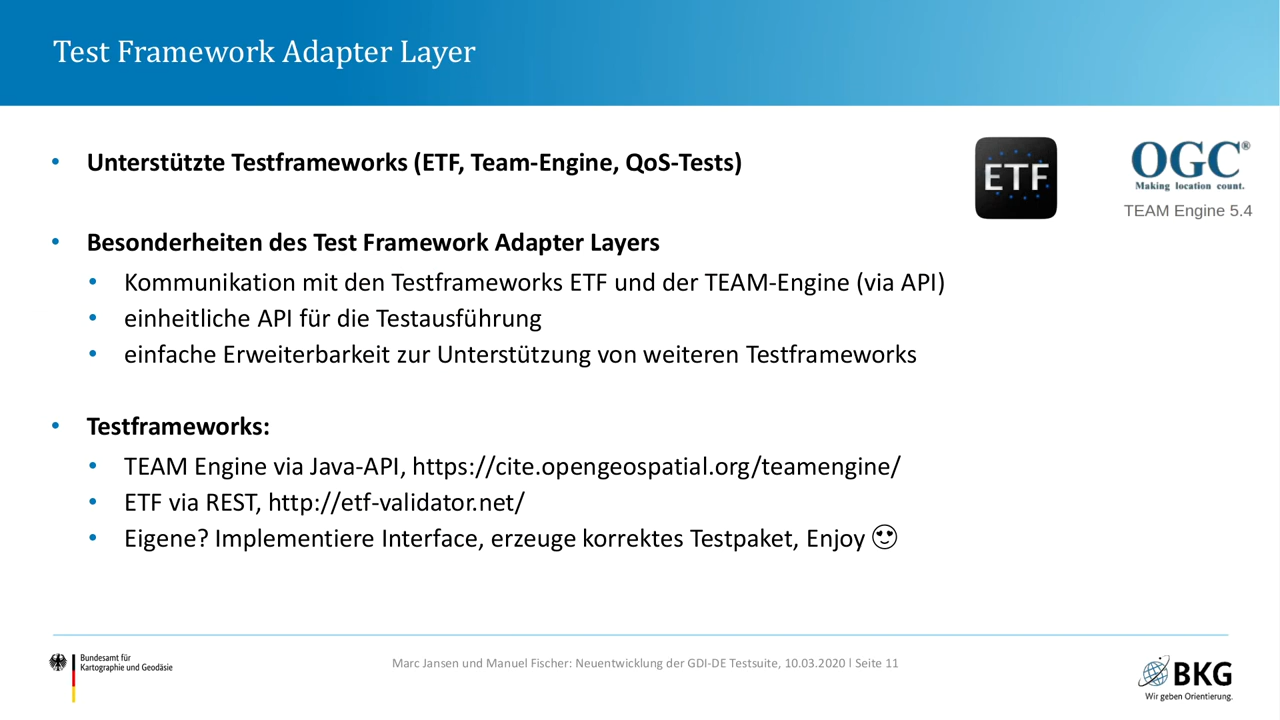 Test Framework Adapter Layer
• Unterstützte Testframeworks (ETF, Team-Engine, QoS-Tests)
ETF
OGC®
Making location count.
TEAM Engine 5.4
• Besonderheiten des Test Framework Adapter Layers
• Kommunikation mit den Testframeworks ETF und der TEAM-Engine (via API)
• einheitliche API für die Testausführung
• einfache Erweiterbarkeit zur Unterstützung von weiteren Testframeworks
• Testframeworks:
• TEAM Engine via Java-API, https://cite.opengeospatial.org/teamengine/
• ETF via REST, http://etf-validator.net/
• Eigene? Implementiere Interface, erzeuge korrektes Testpaket, Enjoy 😍
Bundesamt für
Kartographie und Geodäsie
Marc Jansen und Manuel Fischer: Neuentwicklung der GDI-DE Testsuite, 10.03.2020 | Seite 11
BKG
Wir geben Orientierung.